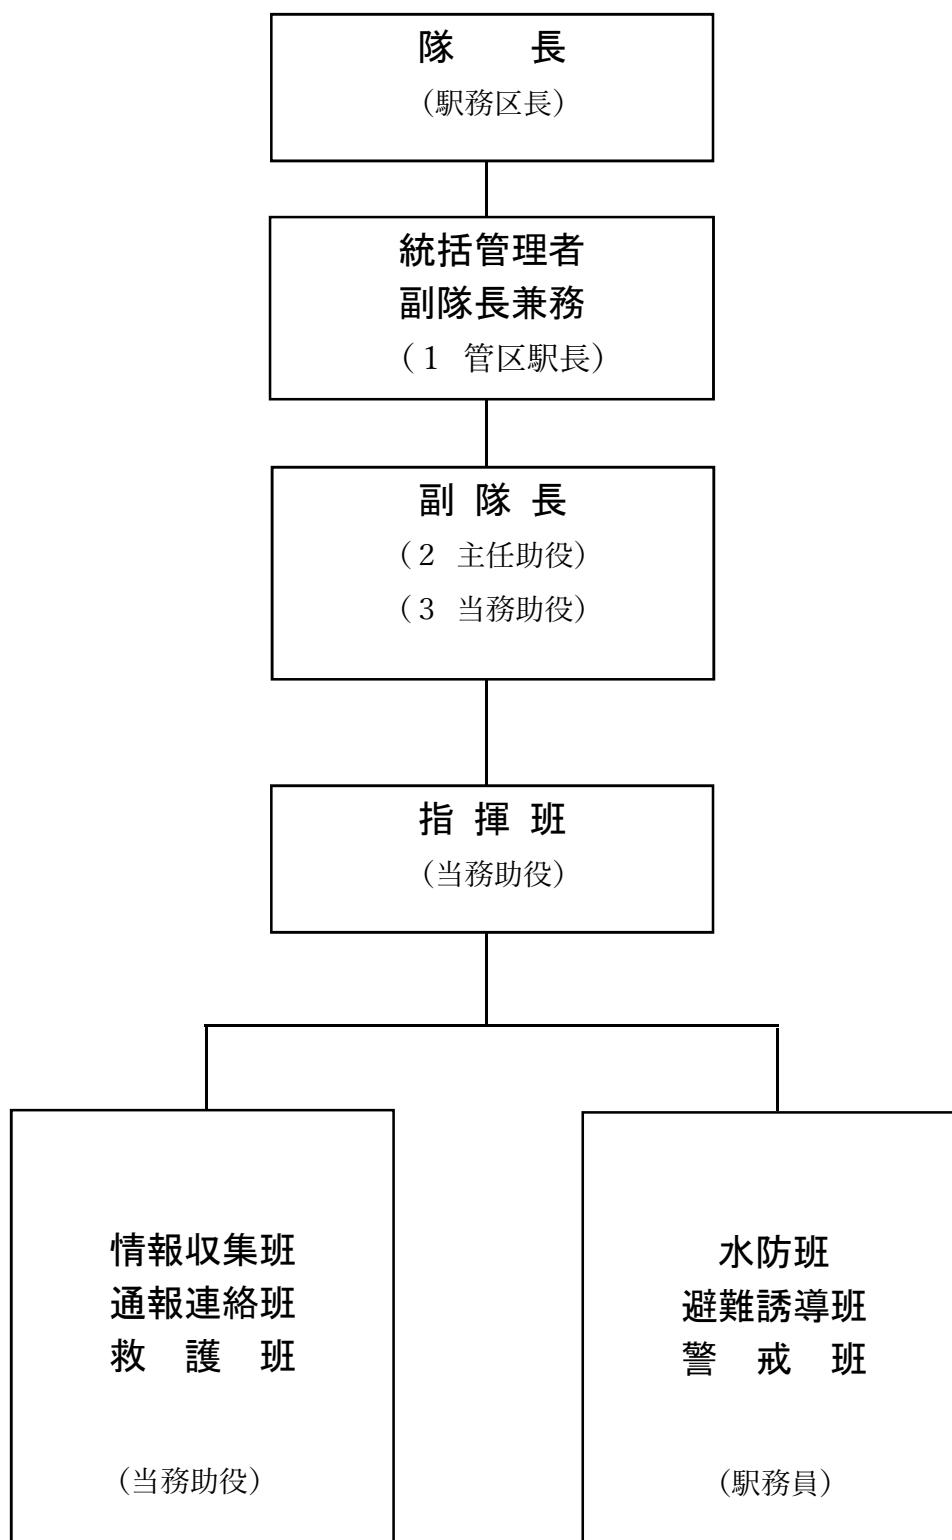 隊　　長
（駅務区長）
統括管理者
副隊長兼務
（１　管区駅長）
副 隊 長
（２　主任助役）
（３　当務助役）
指 揮 班
（当務助役）
情報収集班
通報連絡班
救　護　班
（当務助役）
水防班
避難誘導班
警　戒　班
（駅務員）